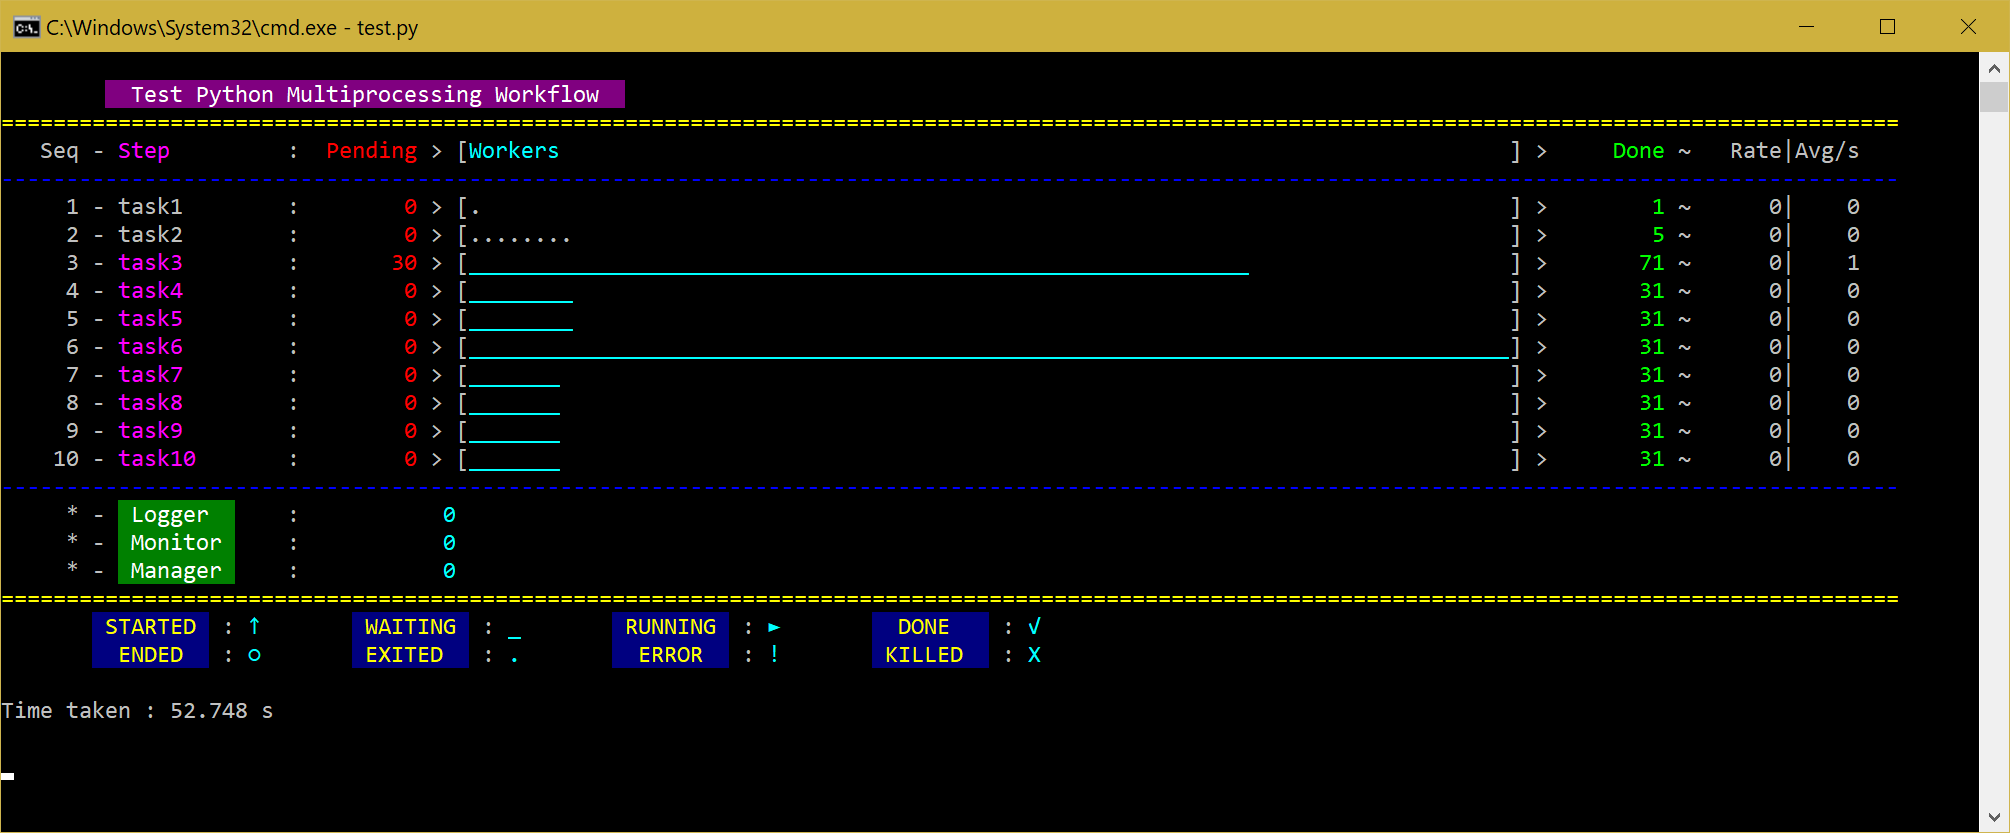 C:\Windows\System32\cmd.exe - test.py
Test Python Multiprocessing Workflow
==================================================================================================================================================
Seq - Step : Pending > [Workers ] > Done ~ Rate|Avg/s
--------------------------------------------------------------------------------------------------------------------------------------------------
1 - task1 : 0 > [. ] > 1 ~ 0| 0
2 - task2 : 0 > [........ ] > 5 ~ 0| 0
3 - task3 : 30 > [____________________________________________________________ ] > 71 ~ 0| 1
4 - task4 : 0 > [________ ] > 31 ~ 0| 0
5 - task5 : 0 > [________ ] > 31 ~ 0| 0
6 - task6 : 0 > [________________________________________________________________________________] > 31 ~ 0| 0
7 - task7 : 0 > [_______ ] > 31 ~ 0| 0
8 - task8 : 0 > [_______ ] > 31 ~ 0| 0
9 - task9 : 0 > [_______ ] > 31 ~ 0| 0
10 - task10 : 0 > [_______ ] > 31 ~ 0| 0
--------------------------------------------------------------------------------------------------------------------------------------------------
* - Logger : 0
* - Monitor : 0
* - Manager : 0
==================================================================================================================================================
STARTED : ↑ WAITING : _ RUNNING : ► DONE : √
ENDED : ○ EXITED : . ERROR : ! KILLED : X
Time taken : 52.748 s